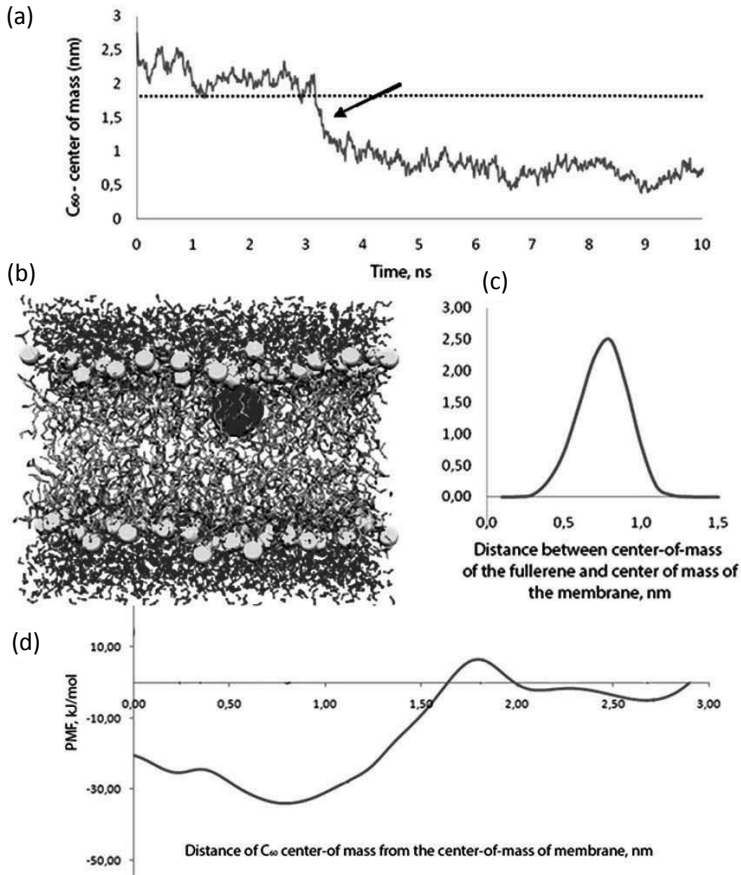 (a)
3
2,5
2
1,5
1
0,5
0
C₆₀ - center of mass (nm)
0 1 2 3 4 5 6 7 8 9 10
Time, ns
(b)
(c)
3,00
2,50
2,00
1,50
1,00
0,50
0,00
0,0 0,5 1,0 1,5
Distance between center-of-mass
of the fullerene and center of mass of
the membrane, nm
(d)
10,00
-10,00
-30,00
-50,00
PMF, kJ/mol
0,00 0,50 1,00 1,50 2,00 2,50 3,00
Distance of C₆₀ center-of mass from the center-of-mass of membrane, nm